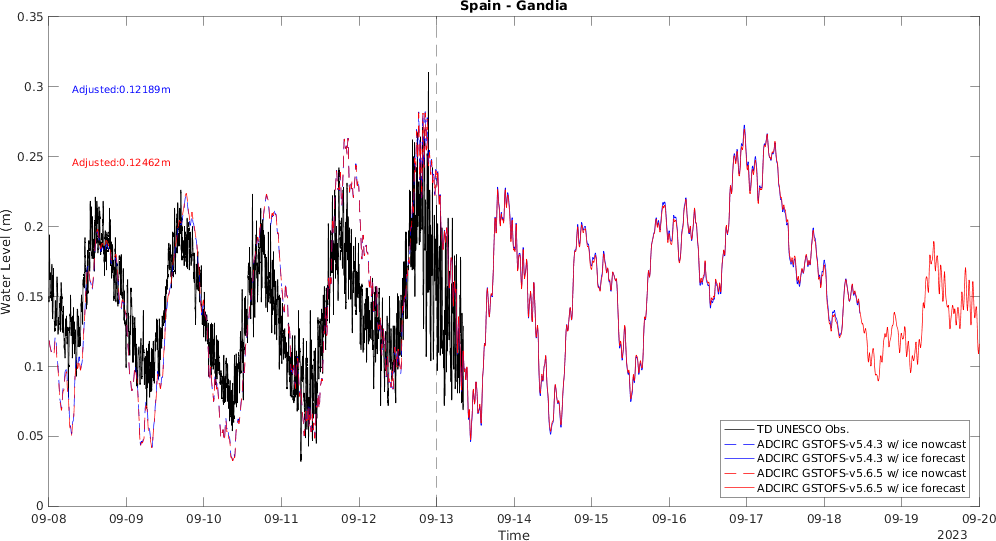 Spain - Gandia
0.35
0.3
0.25
0.2
0.15
0.1
0.05
0
Water Level (m)
Adjusted:0.12189m
Adjusted:0.12462m
TD UNESCO Obs.
ADCIRC GSTOFS-v5.4.3 w/ ice nowcast
ADCIRC GSTOFS-v5.4.3 w/ ice forecast
ADCIRC GSTOFS-v5.6.5 w/ ice nowcast
ADCIRC GSTOFS-v5.6.5 w/ ice forecast
09-08 09-09 09-10 09-11 09-12 09-13 09-14 09-15 09-16 09-17 09-18 09-19 09-20
Time
2023